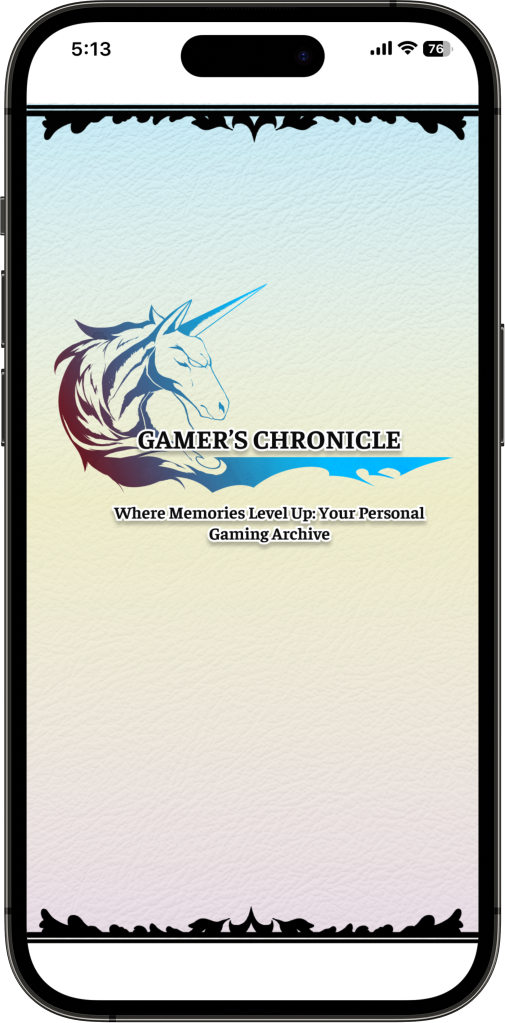 5:13
76
GAMER’S CHRONICLE
Where Memories Level Up: Your Personal
Gaming Archive